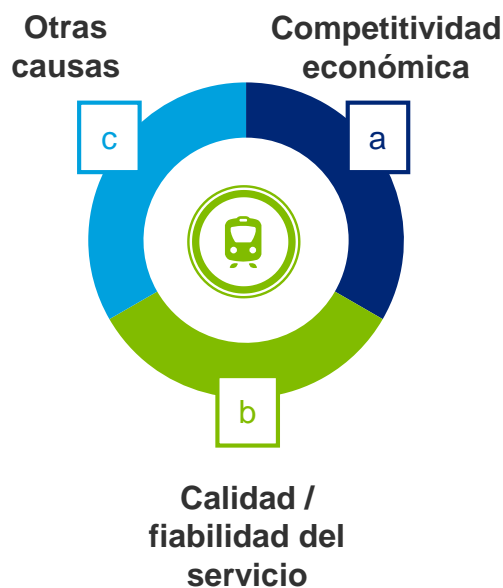 Otras
causas
Competitividad
económica
c
a
b
Calidad /
fiabilidad del
servicio